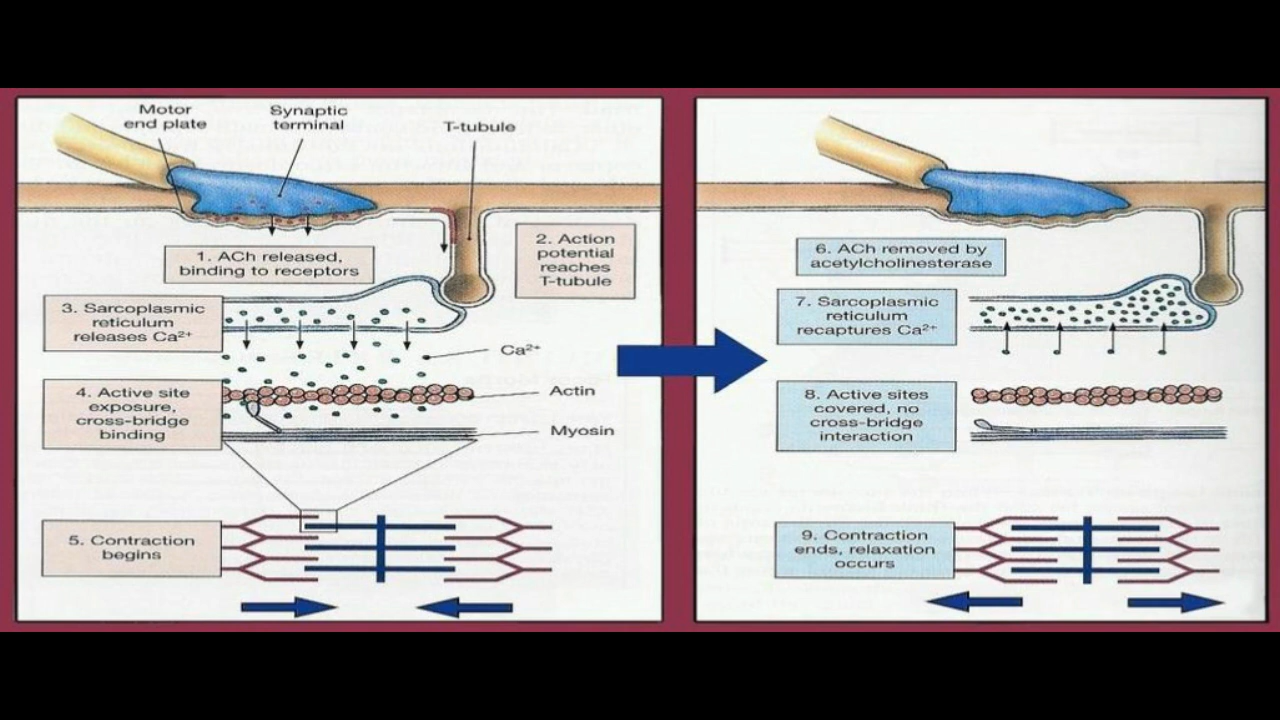 Motor
end plate
Synaptic
terminal
T-tubule
1. ACh released,
binding to receptors
2. Action
potential
reaches
T-tubule
3. Sarcoplasmic
reticulum
releases Ca²⁺
Ca²⁺
4. Active site
exposure,
cross-bridge
binding
Actin
Myosin
5. Contraction
begins
6. ACh removed by
acetylcholinesterase
7. Sarcoplasmic
reticulum
recaptures Ca²⁺
8. Active sites
covered, no
cross-bridge
interaction
9. Contraction
ends, relaxation
occurs